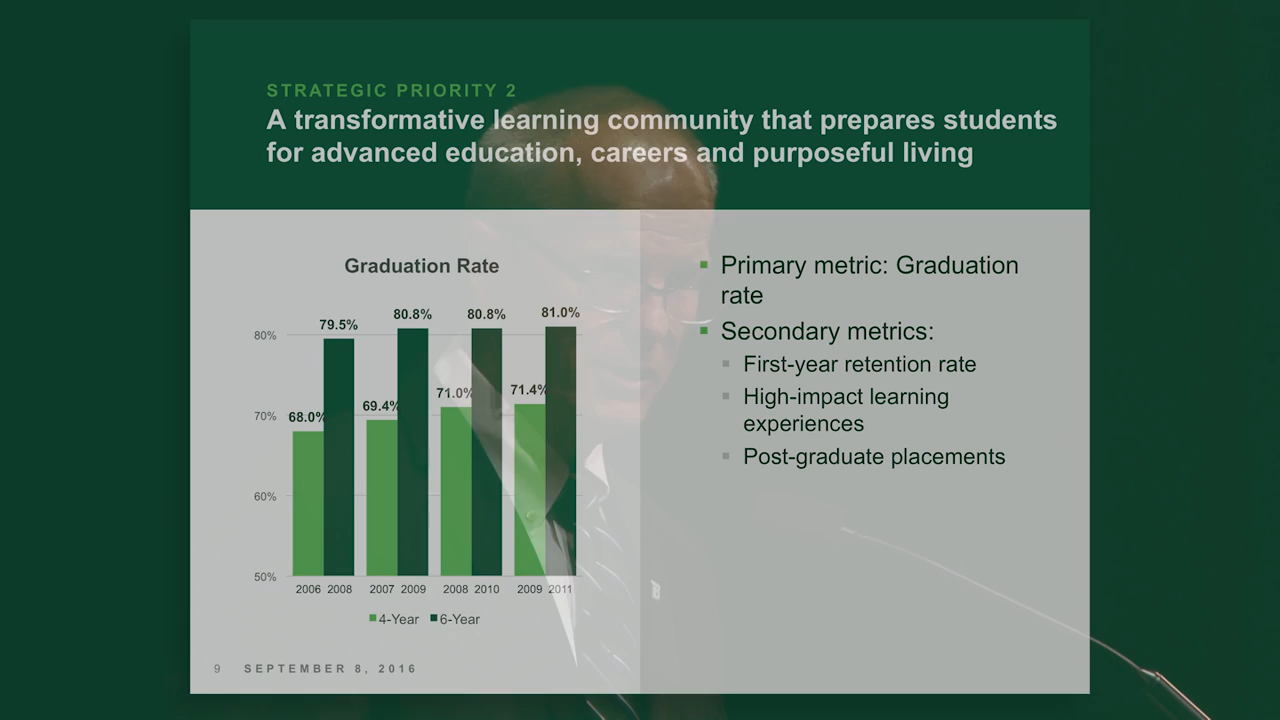 STRATEGIC PRIORITY 2
A transformative learning community that prepares students
for advanced education, careers and purposeful living
Graduation Rate
80%
70%
60%
50%
68.0%
79.5%
69.4%
80.8%
71.0%
80.8%
71.4%
81.0%
2006 2008 2007 2009 2008 2010 2009 2011
4-Year 6-Year
Primary metric: Graduation
rate
Secondary metrics:
First-year retention rate
High-impact learning
experiences
Post-graduate placements
9 SEPTEMBER 8, 2016